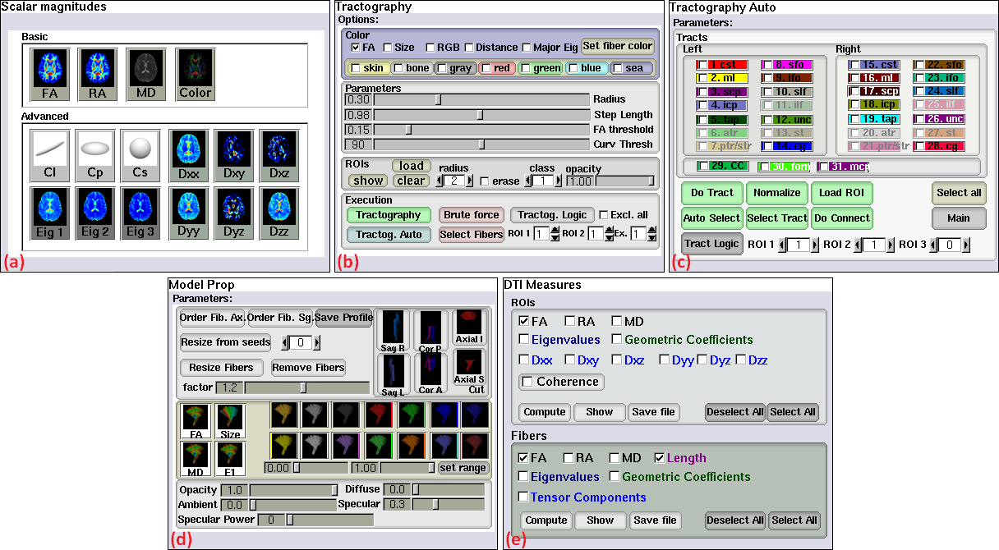 Scalar magnitudes
Basic
FA RA MD Color
Advanced
Cl Cp Cs Dxx Dxy Dxz
Eig 1 Eig 2 Eig 3 Dyy Dyz Dzz
(a)
Tractography
Options:
Color
FA Size RGB Distance Major Eig Set fiber color
skin bone gray red green blue sea
Parameters
0.30 Radius
0.98 Step Length
0.15 FA threshold
90 Curv Thresh
ROIs load radius class opacity
show clear 2 erase 1 1.00
Execution
Tractography Brute force Tractog. Logic Excl. all
Tractog. Auto Select Fibers ROI 1 1 ROI 2 1 Ex. 1
(b)
Tractography Auto
Parameters:
Tracts
Left Right
1 cst 8. sfo 15. cst 22. sfo
2. ml 9. ifo 16. ml 23. ifo
3. scp 10. slf 17. scp 24. slf
4. icp 11. ilf 18. icp 25. ilf
5. tap 12. unc 19. tap 26. unc
6. atr 13. st 20. atr 27. st
7.ptr/str 14. cg 21.ptr/str 28. cg
29. CC 30. forn 31. mcp
Do Tract Normalize Load ROI Select all
Auto Select Select Tract Do Connect Main
Tract Logic ROI 1 1 ROI 2 1 ROI 3 0
(c)
Model Prop
Parameters:
Order Fib. Ax. Order Fib. Sg. Save Profile
Resize from seeds 0
Sag R Cor P Axial I
Resize Fibers Remove Fibers
factor 1.2
Sag L Cor A Axial S
Cut
FA Size
MD E1
0.00 1.00 set range
Opacity 1.0 Diffuse 0.0
Ambient 0.0 Specular 0.3
Specular Power 0
(d)
DTI Measures
ROIs
FA RA MD
Eigenvalues Geometric Coefficients
Dxx Dxy Dxz Dyy Dyz Dzz
Coherence
Compute Show Save file Deselect All Select All
Fibers
FA RA MD Length
Eigenvalues Geometric Coefficients
Tensor Components
Compute Show Save file Deselect All Select All
(e)